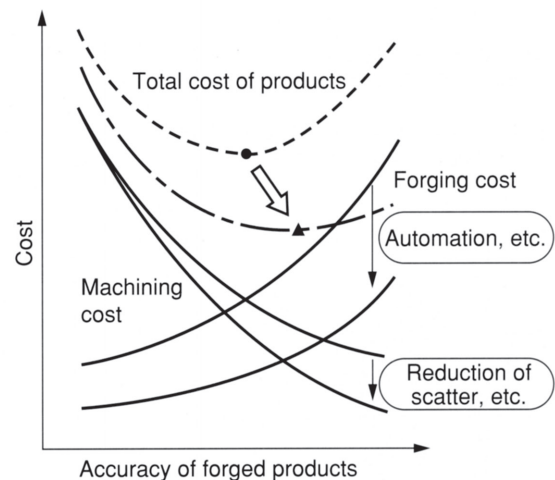 Total cost of products
Forging cost
Automation, etc.
Cost
Machining
cost
Reduction of
scatter, etc.
Accuracy of forged products